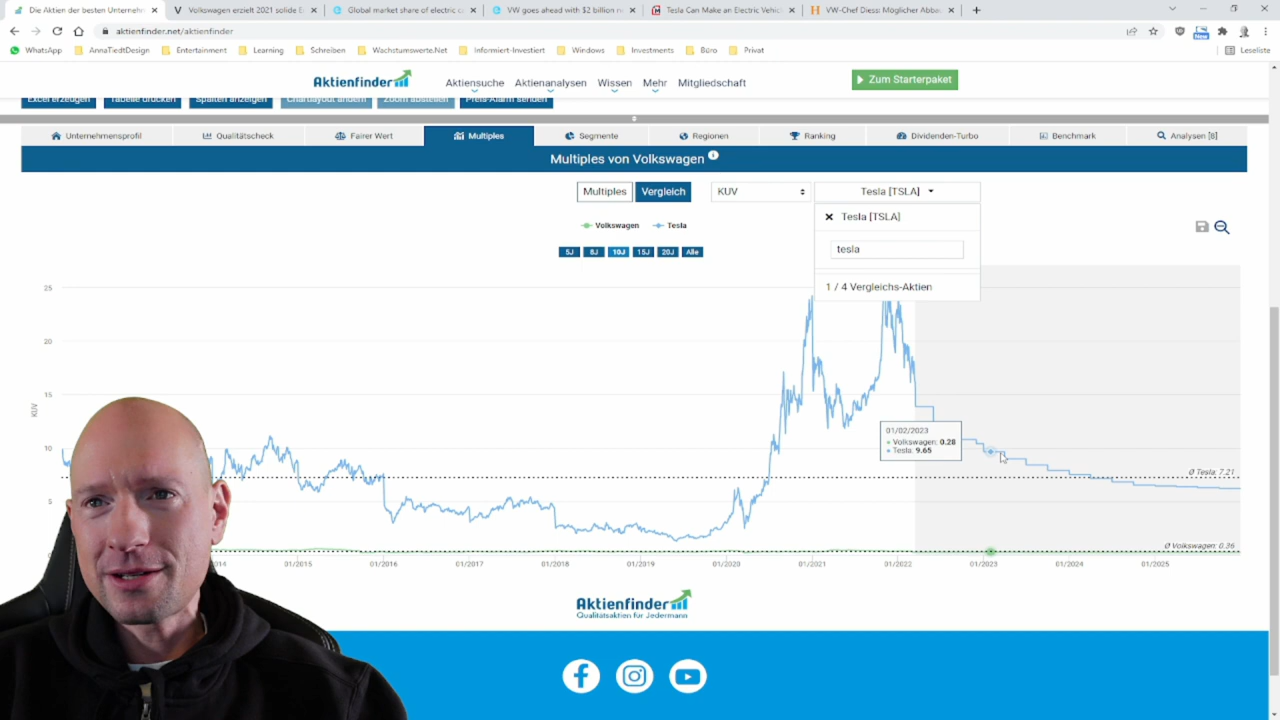 Die Aktien der besten Unternehm
Volkswagen erzielt 2021 solide E
Global market share of electric c
VW goes ahead with $2 billion n
Tesla Can Make an Electric Vehicl
VW-Chef Diess: Möglicher Abbau
aktienfinder.net/aktienfinder
New
WhatsApp
AnnaTiedtDesign
Entertainment
Learning
Schreiben
Wachstumswerte.Net
Informiert-Investiert
Windows
Investments
Büro
Privat
Leseliste
Aktienfinder
Aktiensuche
Aktienanalysen
Wissen
Mehr
Mitgliedschaft
Zum Starterpaket
Excel erzeugen
Tabelle drucken
Spalten anzeigen
Chartlayout ändern
Zoom abstellen
Preis-Alarm senden
Unternehmensprofil
Qualitätscheck
Fairer Wert
Multiples
Segmente
Regionen
Ranking
Dividenden-Turbo
Benchmark
Analysen [6]
Multiples von Volkswagen
Multiples
Vergleich
KUV
Tesla [TSLA]
Tesla [TSLA]
tesla
1 / 4 Vergleichs-Aktien
Volkswagen
Tesla
5J
8J
10J
15J
20J
Alle
25
20
15
10
5
KUV
01/02/2023
Volkswagen: 0.28
Tesla: 9.65
Ø Tesla: 7.21
Ø Volkswagen: 0.36
014
01/2015
01/2016
01/2017
01/2018
01/2019
01/2020
01/2021
01/2022
01/2023
01/2024
01/2025
Aktienfinder
Qualitätsaktien für Jedermann